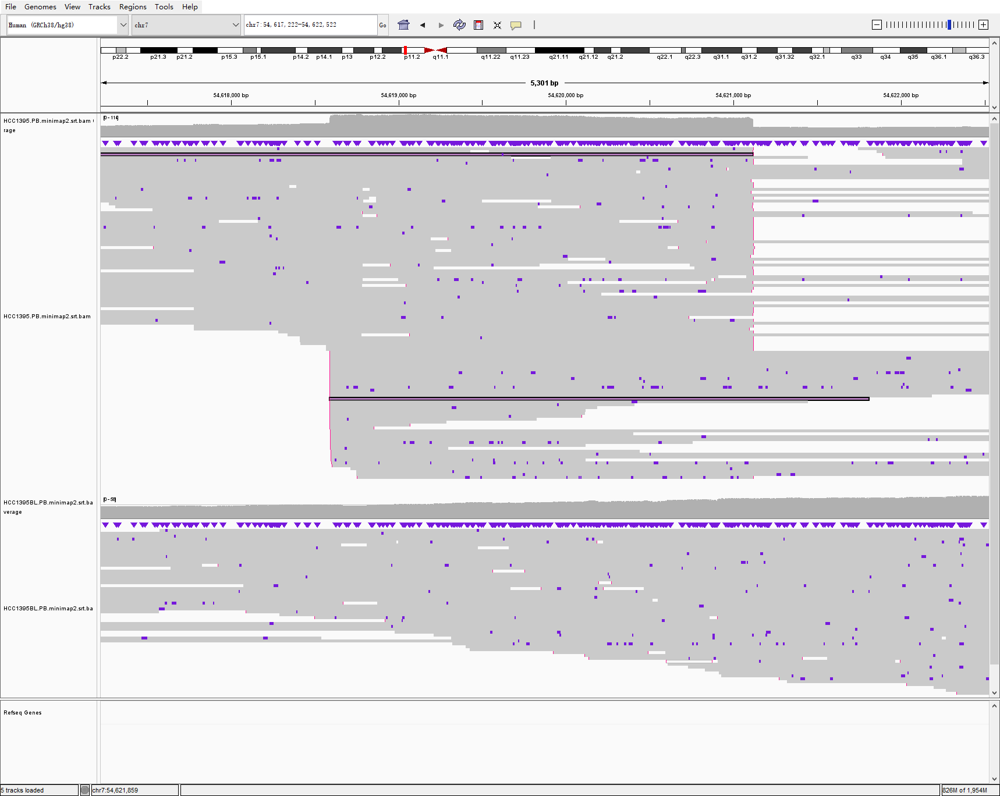 File Genomes View Tracks Regions Tools Help
Human (GRCh38/hg38) chr7 chr7:54,617,222-54,622,522 Go
p22.2 p21.3 p21.2 p15.3 p15.1 p14.2 p14.1 p13 p12.2 p11.2 q11.1 q11.22 q11.23 q21.11 q21.12 q21.2 q22.1 q22.3 q31.1 q31.2 q31.32 q32.1 q33 q34 q35 q36.1 q36.3
5,301 bp
54,618,000 bp 54,619,000 bp 54,620,000 bp 54,621,000 bp 54,622,000 bp
HCC1395.PB.minimap2.srt.bam
rage
HCC1395.PB.minimap2.srt.bam
[0 - 58]
HCC1395BL.PB.minimap2.srt.ba
verage
HCC1395BL.PB.minimap2.srt.ba
Refseq Genes
5 tracks loaded chr7:54,621,859 826M of 1,954M